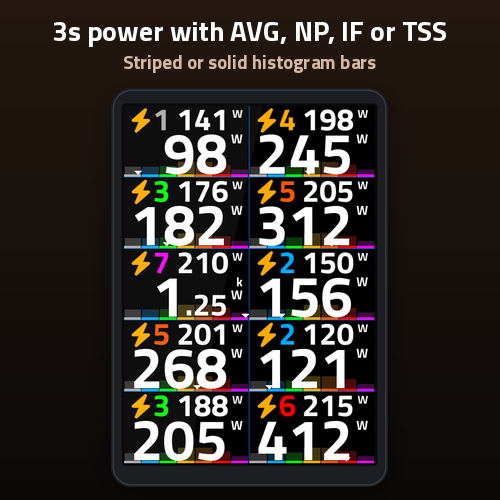 3s power with AVG, NP, IF or TSS
Striped or solid histogram bars
1 141 W
98 W
4 198 W
245 W
3 176 W
182 W
5 205 W
312 W
7 210 W
1.25 kW
2 150 W
156 W
5 201 W
268 W
2 120 W
121 W
3 188 W
205 W
6 215 W
412 W